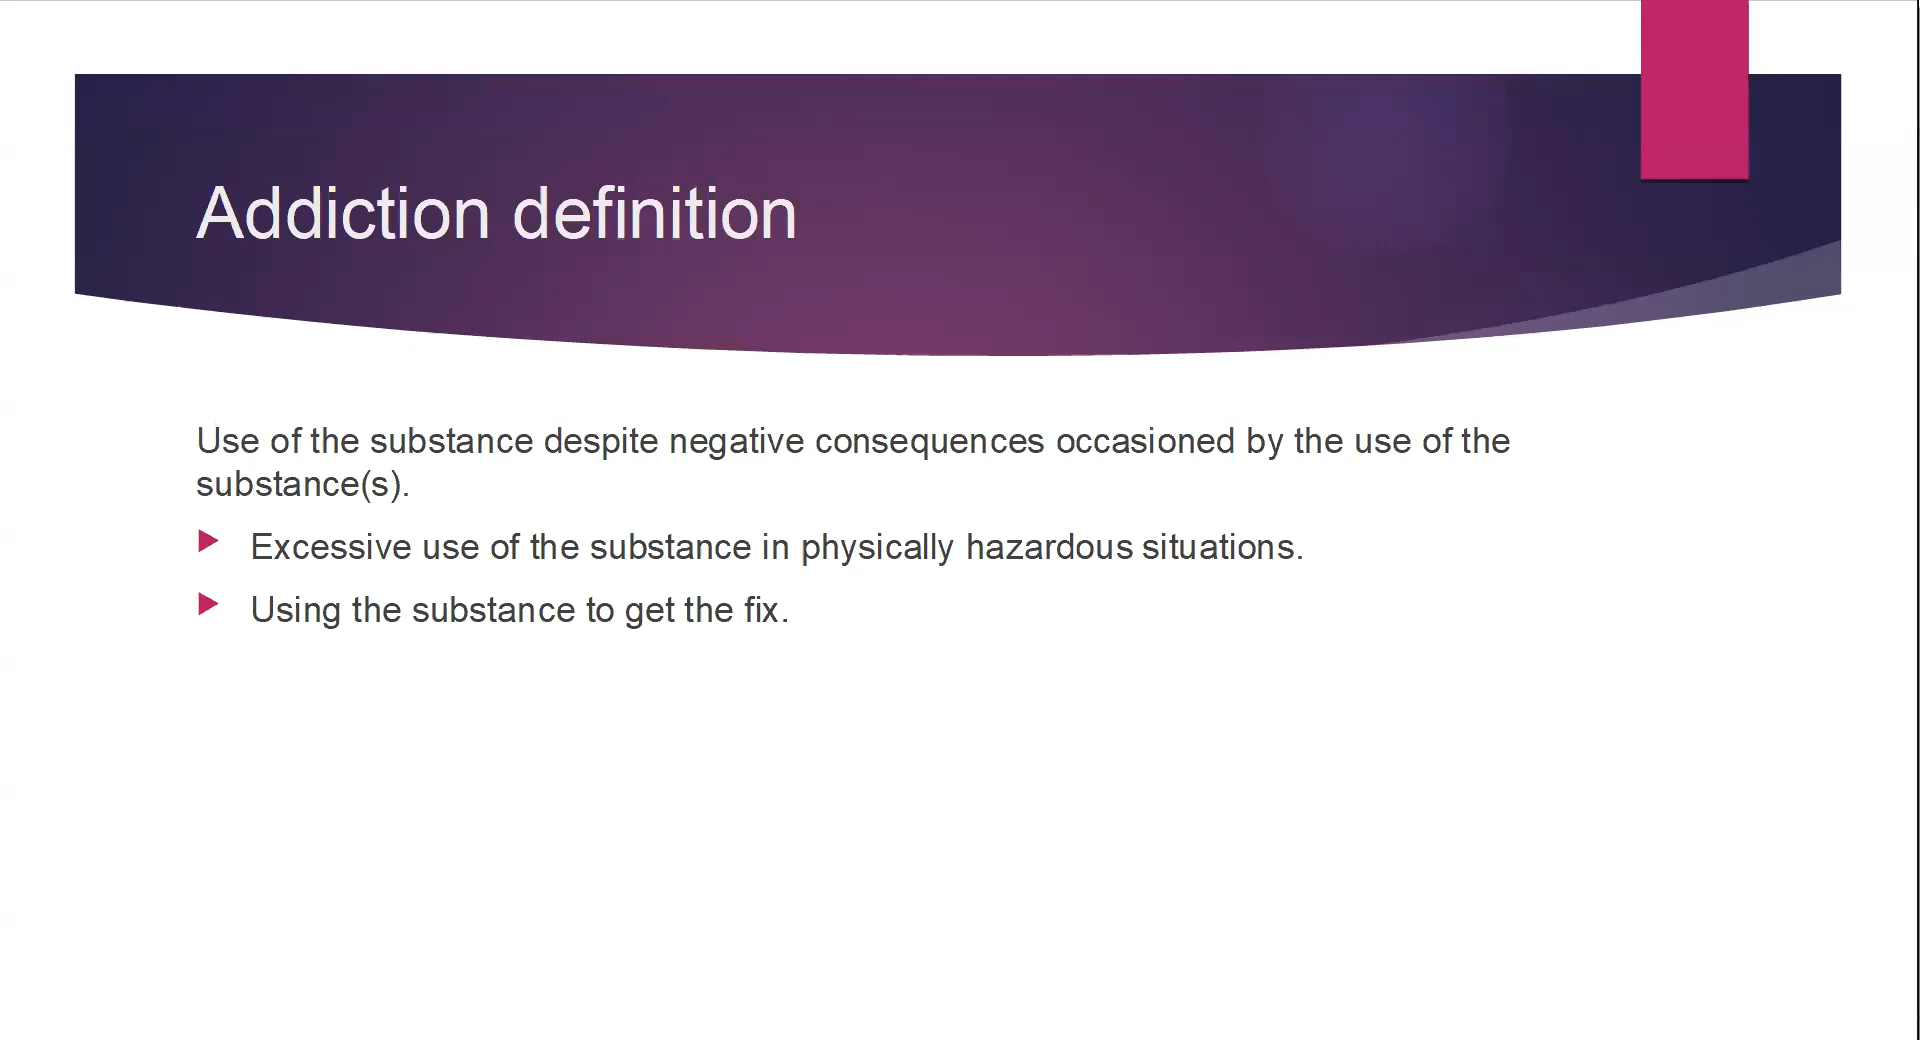 Addiction definition
Use of the substance despite negative consequences occasioned by the use of the
substance(s).
Excessive use of the substance in physically hazardous situations.
Using the substance to get the fix.